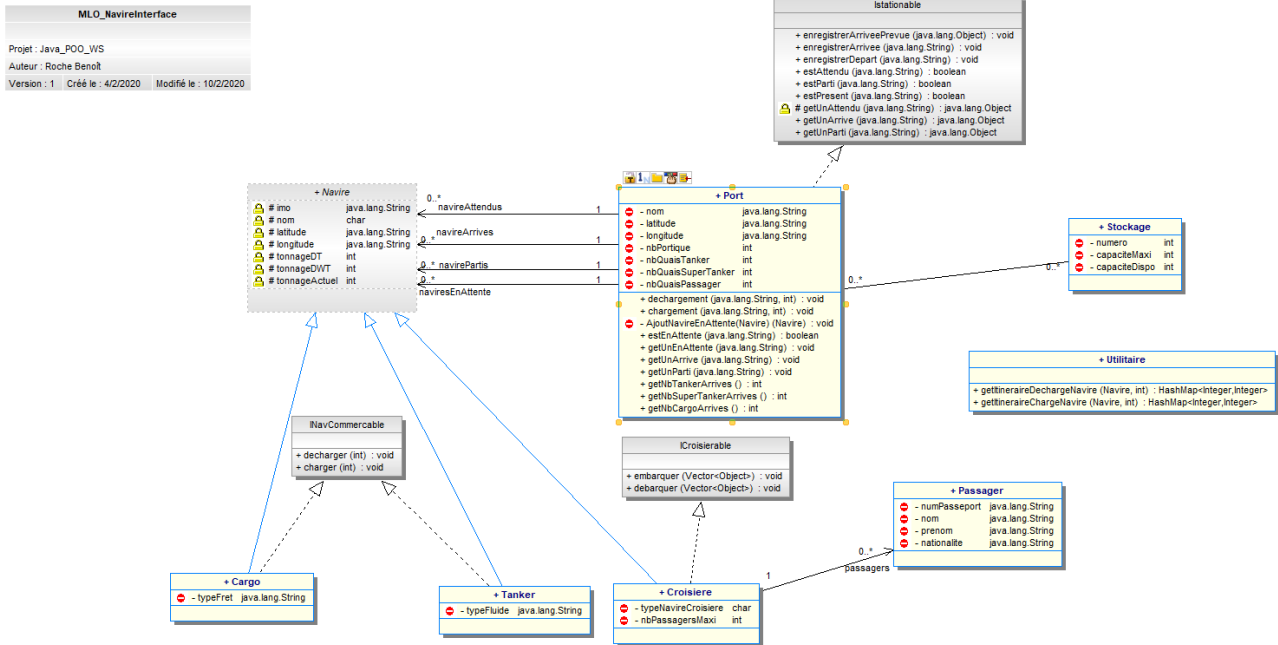 MLO_NavireInterface
Projet : Java_POO_WS
Auteur : Roche Benoît
Version : 1 Créé le : 4/2/2020 Modifié le : 10/2/2020
Istationable
+ enregistrerArriveePrevue (java.lang.Object) : void
+ enregistrerArrivee (java.lang.String) : void
+ enregistrerDepart (java.lang.String) : void
+ estAttendu (java.lang.String) : boolean
+ estParti (java.lang.String) : boolean
+ estPresent (java.lang.String) : boolean
# getUnAttendu (java.lang.String) : java.lang.Object
+ getUnArrive (java.lang.String) : java.lang.Object
+ getUnParti (java.lang.String) : java.lang.Object
+ Navire
# imo java.lang.String
# nom char
# latitude java.lang.String
# longitude java.lang.String
# tonnageDT int
# tonnageDWT int
# tonnageActuel int
0..* navireAttendus 1
0..* navireArrives 1
0..* navirePartis 1
0..* naviresEnAttente 1
+ Port
- nom java.lang.String
- latitude java.lang.String
- longitude java.lang.String
- nbPortique int
- nbQuaisTanker int
- nbQuaisSuperTanker int
- nbQuaisPassager int
+ dechargement (java.lang.String, int) : void
+ chargement (java.lang.String, int) : void
- AjoutNavireEnAttente(Navire) (Navire) : void
+ estEnAttente (java.lang.String) : boolean
+ getUnEnAttente (java.lang.String) : void
+ getUnArrive (java.lang.String) : void
+ getUnParti (java.lang.String) : void
+ getNbTankerArrives () : int
+ getNbSuperTankerArrives () : int
+ getNbCargoArrives () : int
0..* 0..*
+ Stockage
- numero int
- capaciteMaxi int
- capaciteDispo int
+ Utilitaire
+ getItineraireDechargeNavire (Navire, int) : HashMap<Integer,Integer>
+ getItineraireChargeNavire (Navire, int) : HashMap<Integer,Integer>
INavCommercable
+ decharger (int) : void
+ charger (int) : void
ICroisierable
+ embarquer (Vector<Object>) : void
+ debarquer (Vector<Object>) : void
+ Passager
- numPasseport java.lang.String
- nom java.lang.String
- prenom java.lang.String
- nationalite java.lang.String
0..*
passagers
1
+ Cargo
- typeFret java.lang.String
+ Tanker
- typeFluide java.lang.String
+ Croisiere
- typeNavireCroisiere char
- nbPassagersMaxi int